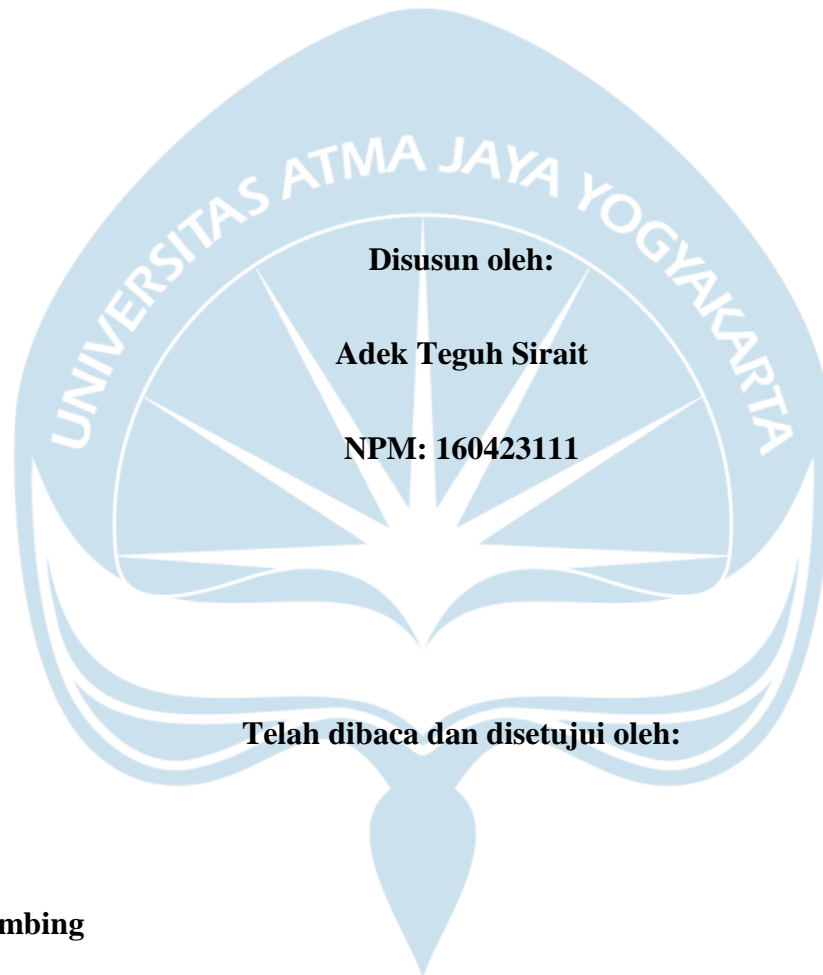 UNIVERSITAS ATMA JAYA YOGYAKARTA
Disusun oleh:
Adek Teguh Sirait
NPM: 160423111
Telah dibaca dan disetujui oleh:
mbing